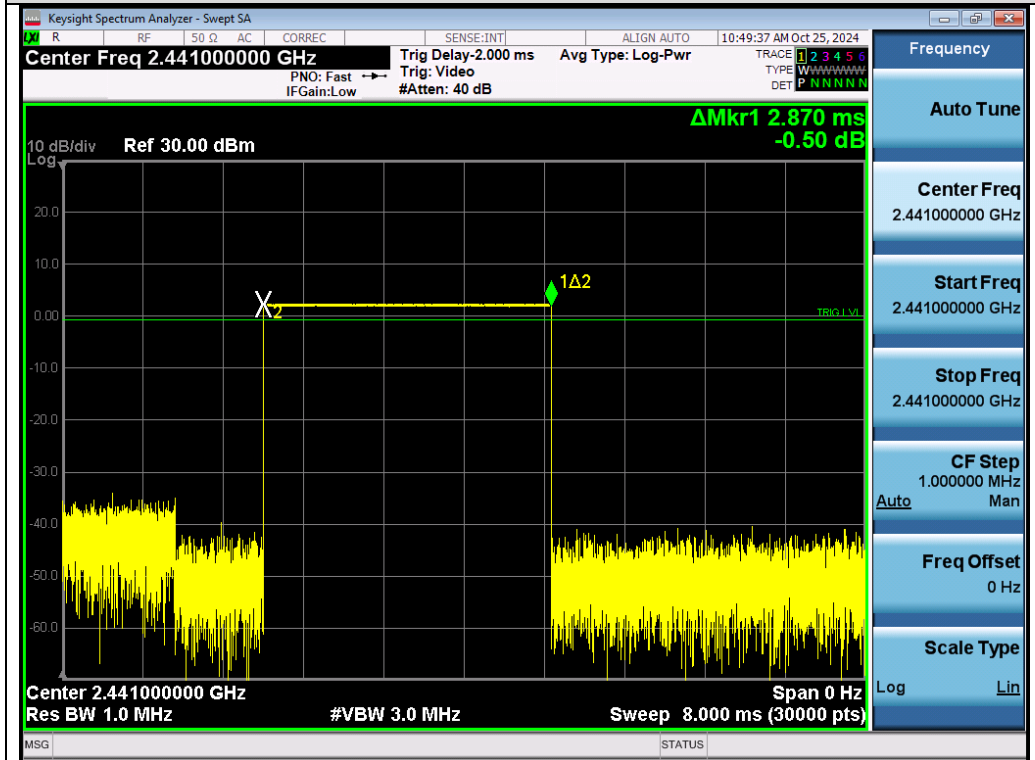 Keysight Spectrum Analyzer - Swept SA
LXI R RF 50 Ω AC CORREC SENSE:INT ALIGN AUTO 10:49:37 AM Oct 25, 2024
Center Freq 2.441000000 GHz
PNO: Fast
IFGain:Low
Trig Delay-2.000 ms
Trig: Video
#Atten: 40 dB
Avg Type: Log-Pwr
TRACE 1 2 3 4 5 6
TYPE WWWWWW
DET P N N N N N
ΔMkr1 2.870 ms
-0.50 dB
10 dB/div
Log
Ref 30.00 dBm
20.0
10.0
0.00
-10.0
-20.0
-30.0
-40.0
-50.0
-60.0
X2
1Δ2
TRIG LVL
Center 2.441000000 GHz
Span 0 Hz
Res BW 1.0 MHz
#VBW 3.0 MHz
Sweep 8.000 ms (30000 pts)
MSG
STATUS
Frequency
Auto Tune
Center Freq
2.441000000 GHz
Start Freq
2.441000000 GHz
Stop Freq
2.441000000 GHz
CF Step
1.000000 MHz
Auto Man
Freq Offset
0 Hz
Scale Type
Log Lin